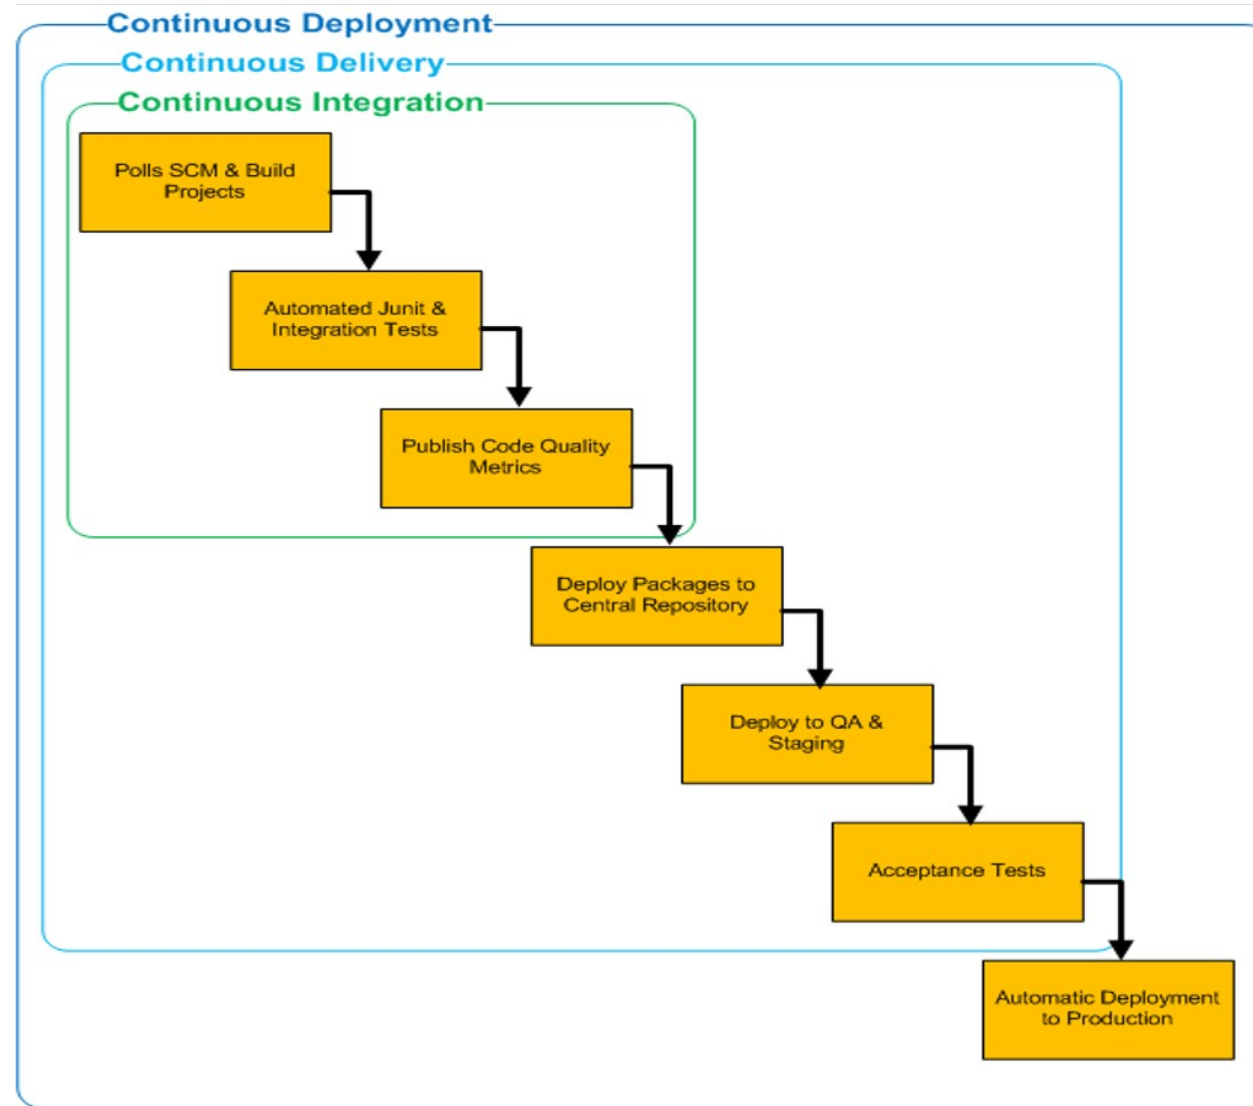 Continuous Deployment
Continuous Delivery
Continuous Integration
Polls SCM & Build
Projects
Automated Junit &
Integration Tests
Publish Code Quality
Metrics
Deploy Packages to
Central Repository
Deploy to QA &
Staging
Acceptance Tests
Automatic Deployment
to Production